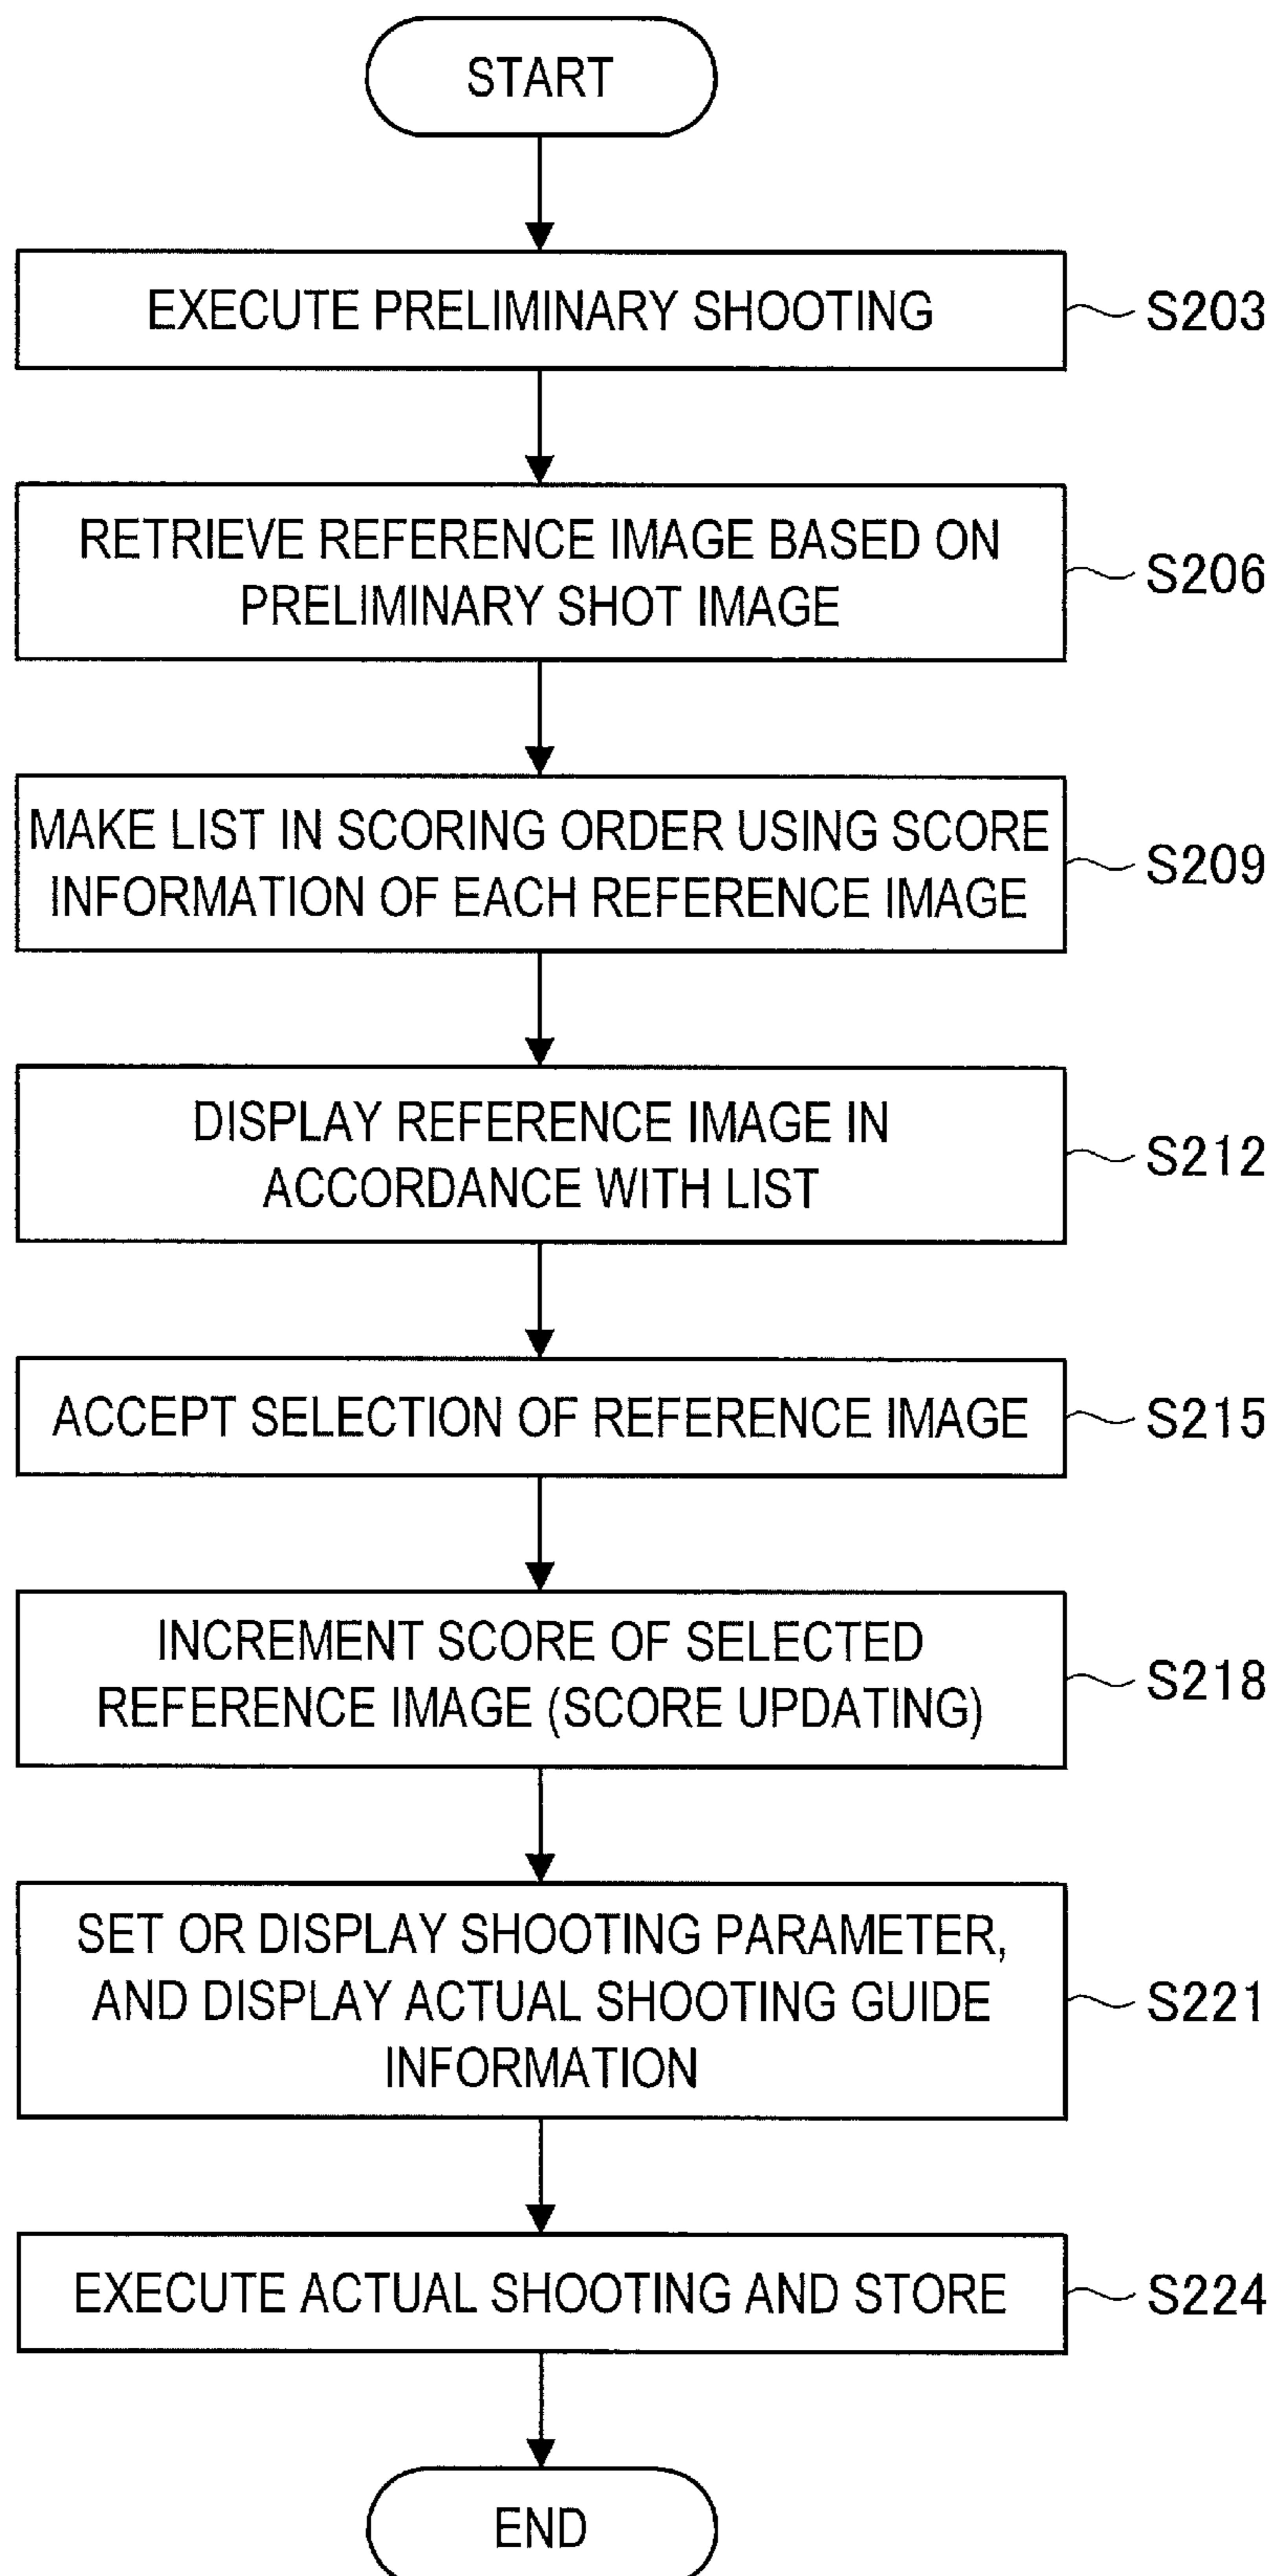 START
EXECUTE PRELIMINARY SHOOTING
S203
RETRIEVE REFERENCE IMAGE BASED ON
PRELIMINARY SHOT IMAGE
S206
MAKE LIST IN SCORING ORDER USING SCORE
INFORMATION OF EACH REFERENCE IMAGE
S209
DISPLAY REFERENCE IMAGE IN
ACCORDANCE WITH LIST
S212
ACCEPT SELECTION OF REFERENCE IMAGE
S215
INCREMENT SCORE OF SELECTED
REFERENCE IMAGE (SCORE UPDATING)
S218
SET OR DISPLAY SHOOTING PARAMETER,
AND DISPLAY ACTUAL SHOOTING GUIDE
INFORMATION
S221
EXECUTE ACTUAL SHOOTING AND STORE
S224
END